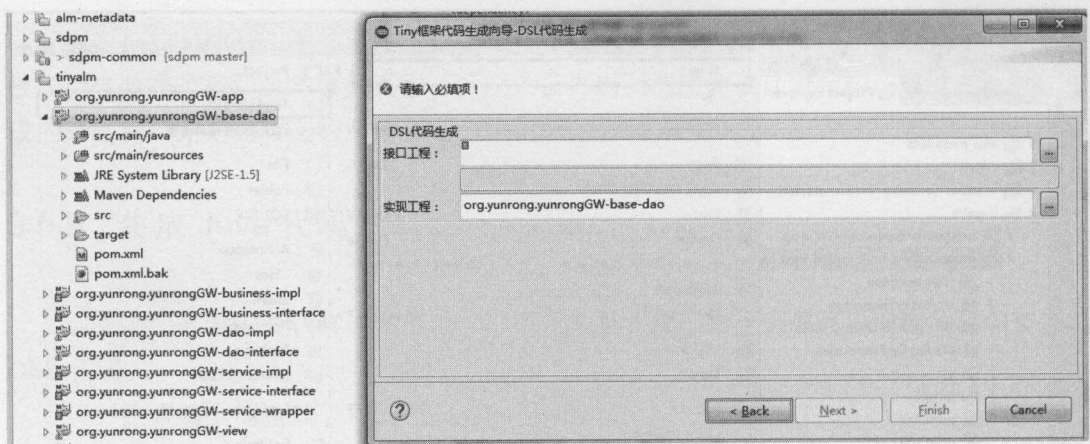 alm-metadata
sdpm
> sdpm-common [sdpm master]
tinyalm
org.yunrong.yunrongGW-app
org.yunrong.yunrongGW-base-dao
src/main/java
src/main/resources
JRE System Library [J2SE-1.5]
Maven Dependencies
src
target
pom.xml
pom.xml.bak
org.yunrong.yunrongGW-business-impl
org.yunrong.yunrongGW-business-interface
org.yunrong.yunrongGW-dao-impl
org.yunrong.yunrongGW-dao-interface
org.yunrong.yunrongGW-service-impl
org.yunrong.yunrongGW-service-interface
org.yunrong.yunrongGW-service-wrapper
org.yunrong.yunrongGW-view
Tiny框架代码生成向导-DSL代码生成
请输入必填项！
DSL代码生成
接口工程：
...
实现工程： org.yunrong.yunrongGW-base-dao
...
< Back Next > Finish Cancel